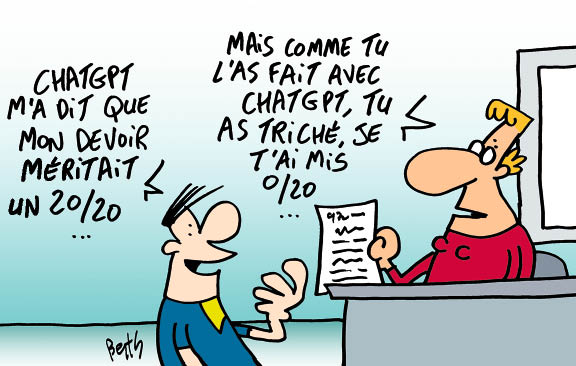 CHATGPT
M'A DIT QUE
MON DEVOIR
MÉRITAIT
UN 20/20
...
MAIS COMME TU
L'AS FAIT AVEC
CHATGPT, TU
AS TRICHÉ, JE
T'AI MIS
0/20
...
Berth